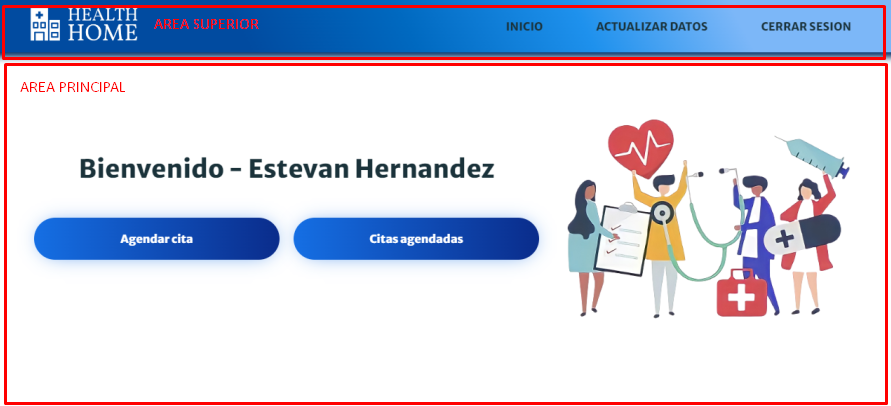 HEALTH
HOME
AREA SUPERIOR
INICIO
ACTUALIZAR DATOS
CERRAR SESION
AREA PRINCIPAL
Bienvenido - Estevan Hernandez
Agendar cita
Citas agendadas